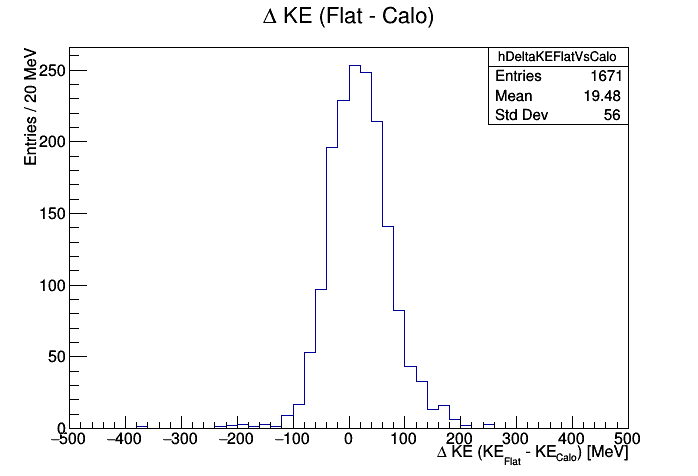 Δ KE (Flat - Calo)
hDeltaKEFlatVsCalo
Entries 1671
Mean 19.48
Std Dev 56
Entries / 20 MeV
250
200
150
100
50
0
−500 −400 −300 −200 −100 0 100 200 300 400 500
Δ KE (KE_Flat - KE_Calo) [MeV]